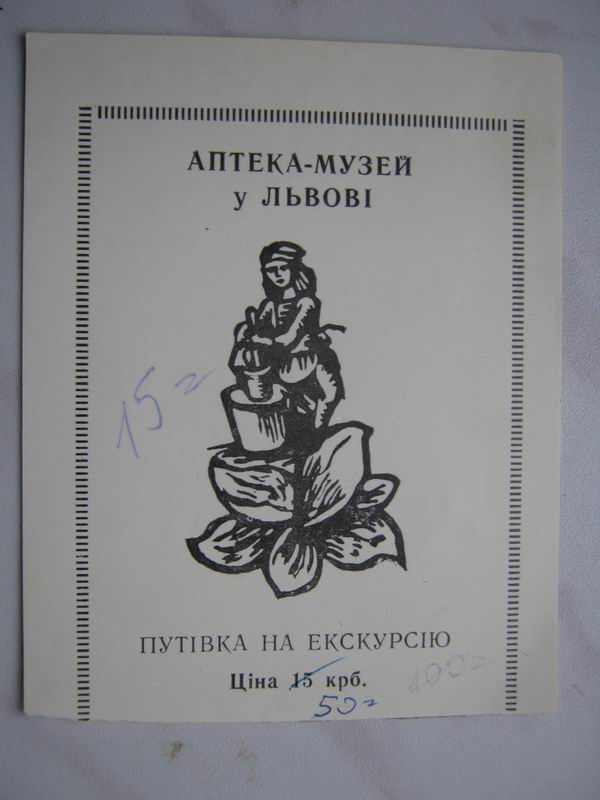 АПТЕКА-МУЗЕЙ
у ЛЬВОВІ
15=
ПУТІВКА НА ЕКСКУРСІЮ
Ціна 15 крб.
100=
50=